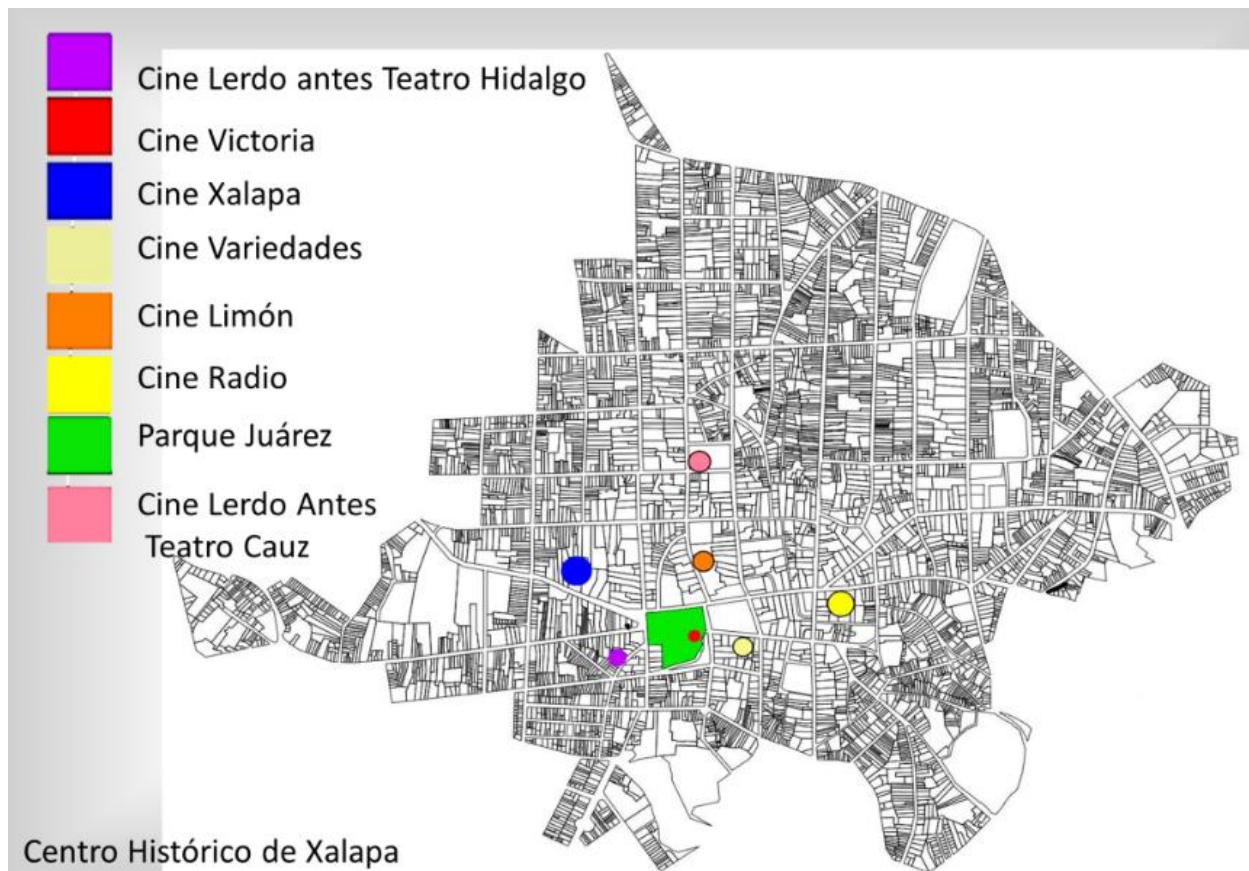 Cine Lerdo antes Teatro Hidalgo
Cine Victoria
Cine Xalapa
Cine Variedades
Cine Limón
Cine Radio
Parque Juárez
Cine Lerdo Antes
Teatro Cauz
Centro Histórico de Xalapa